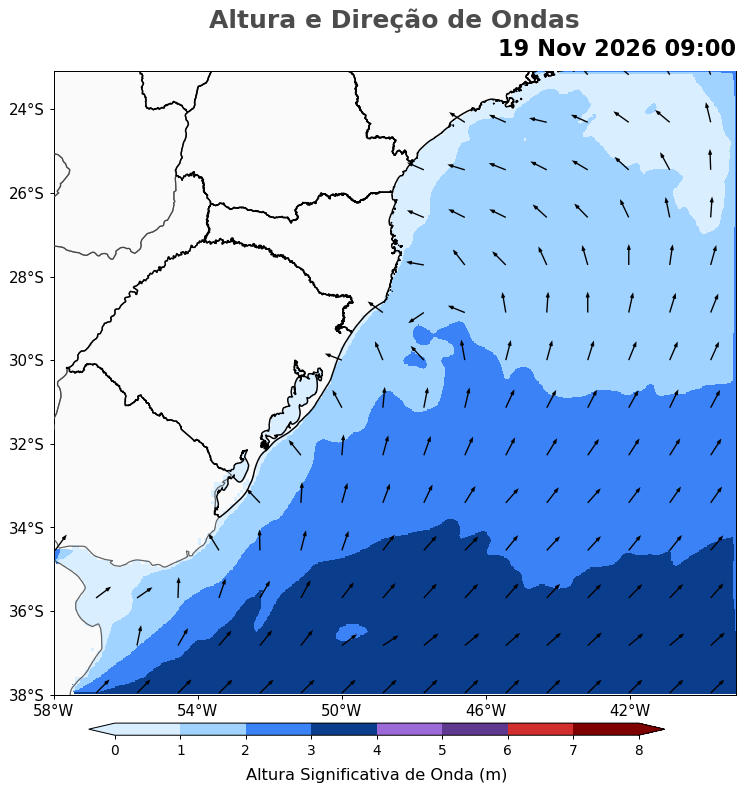 Altura e Direção de Ondas
19 Nov 2026 09:00
24°S
26°S
28°S
30°S
32°S
34°S
36°S
38°S
58°W 54°W 50°W 46°W 42°W
0 1 2 3 4 5 6 7 8
Altura Significativa de Onda (m)